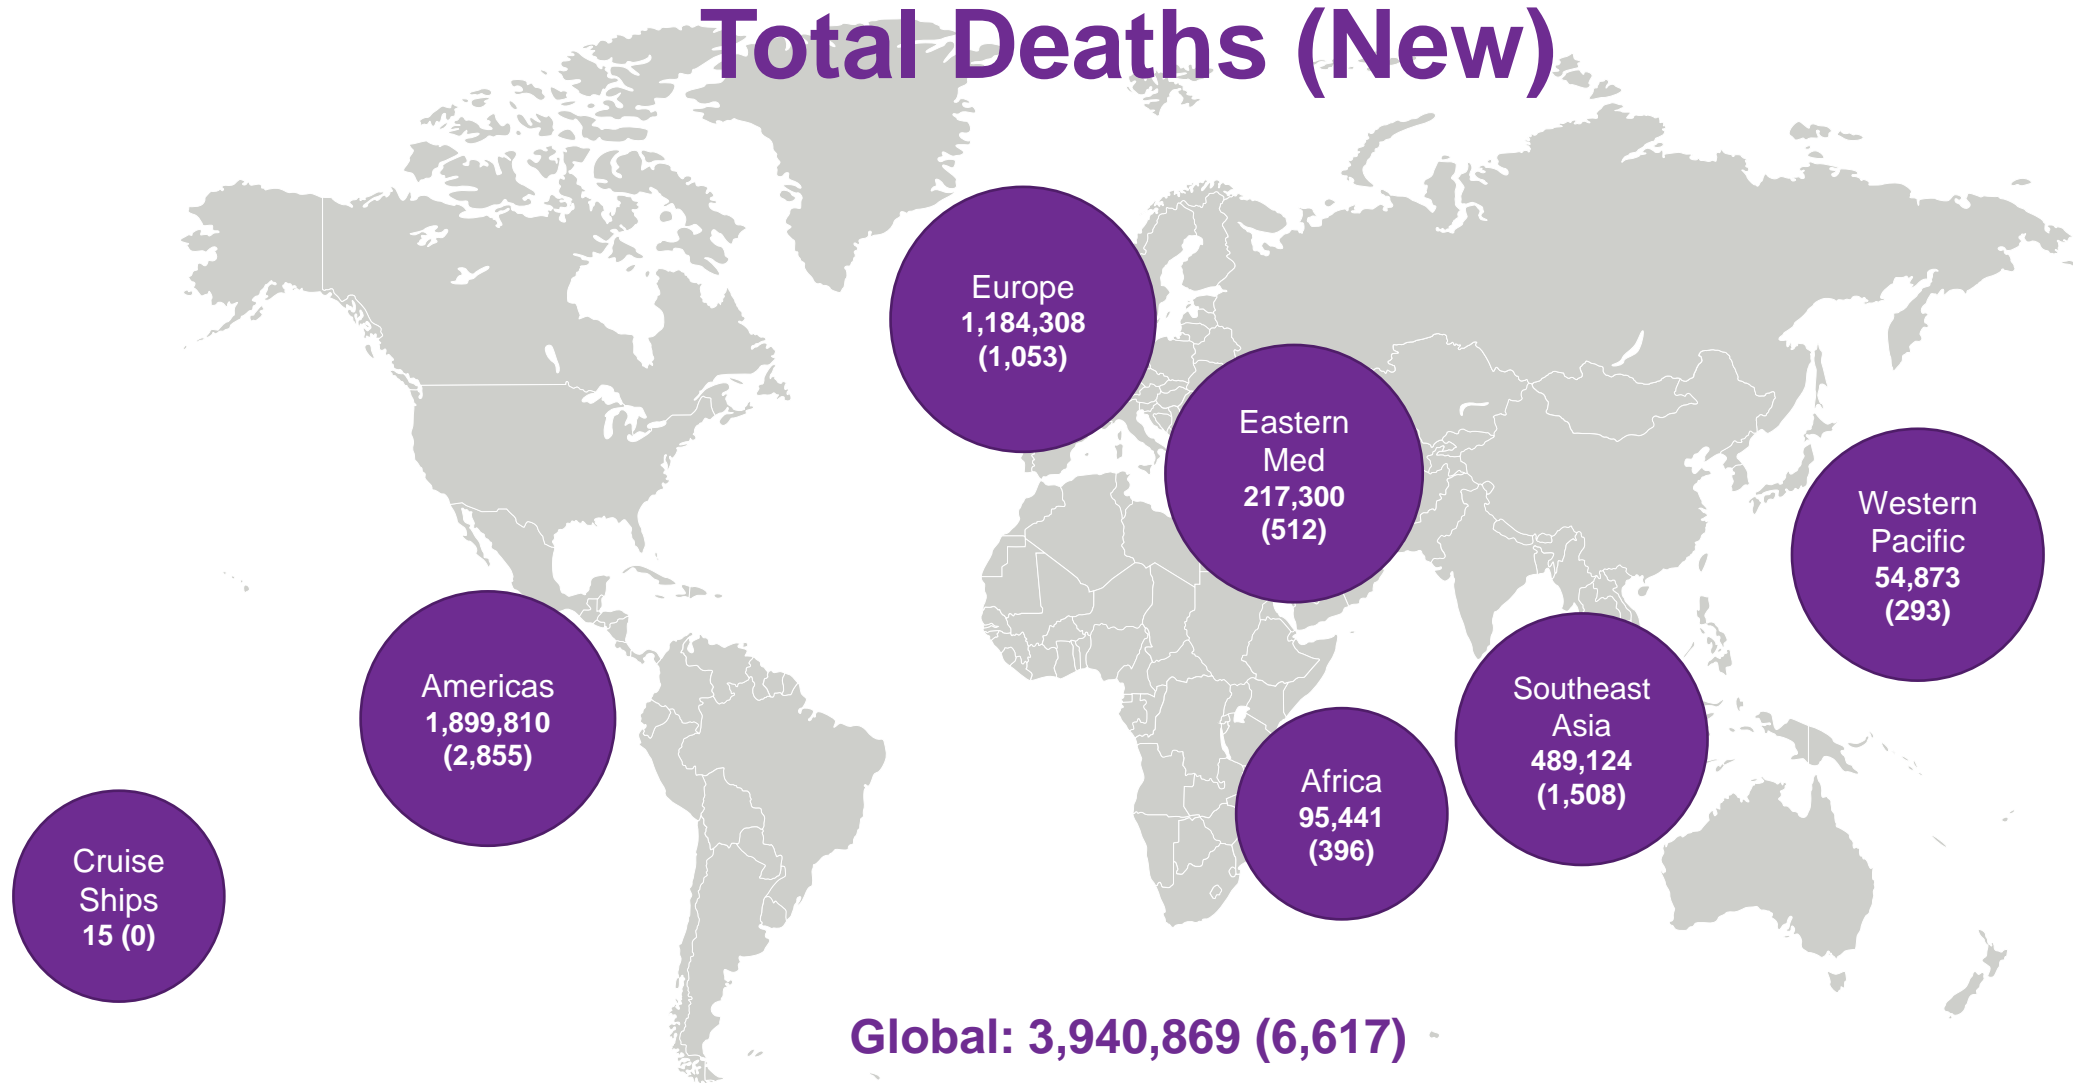 Total Deaths (New)
Europe
1,184,308
(1,053)
Eastern
Med
217,300
(512)
Western
Pacific
54,873
(293)
Americas
1,899,810
(2,855)
Southeast
Asia
489,124
(1,508)
Africa
95,441
(396)
Cruise
Ships
15 (0)
Global: 3,940,869 (6,617)